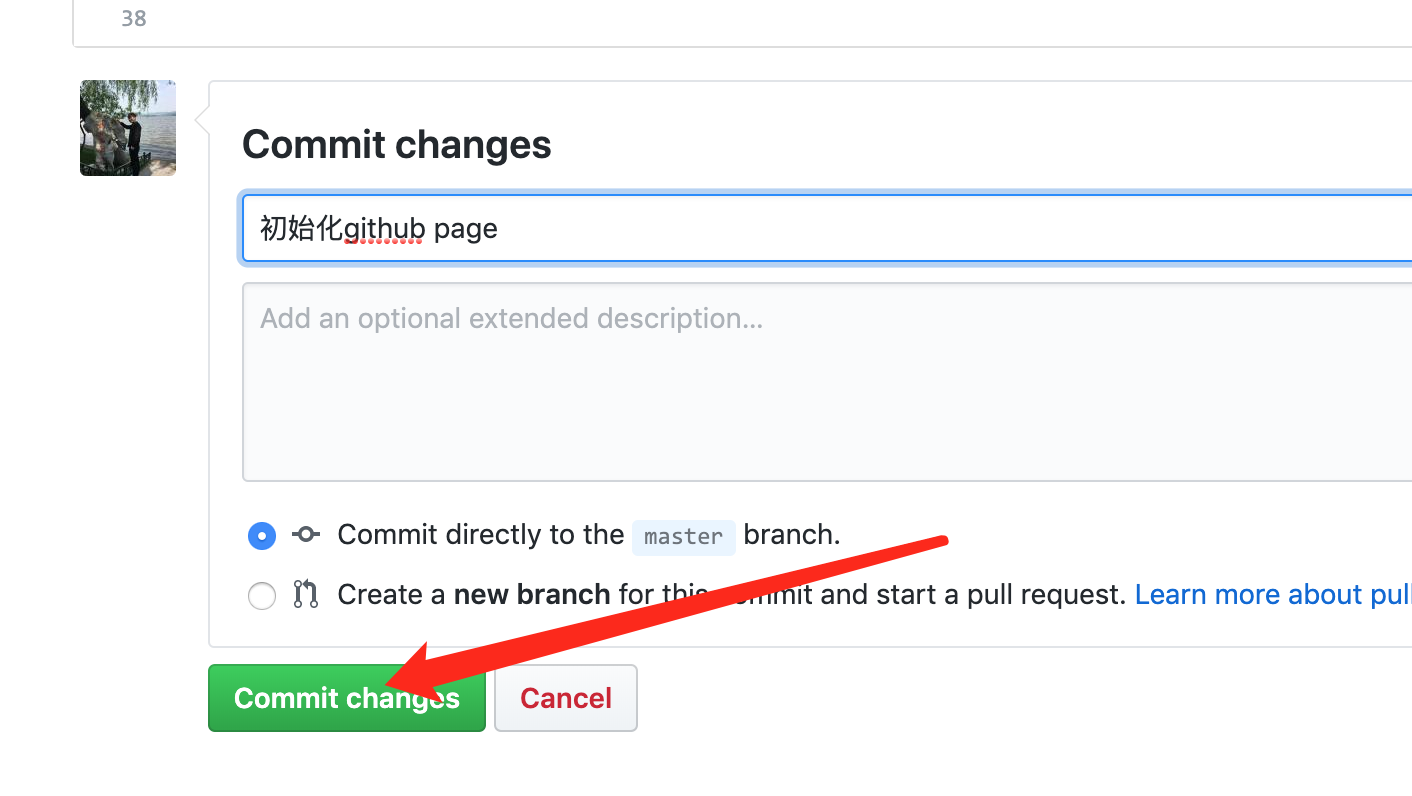 38
Commit changes
初始化github page
Add an optional extended description...
Commit directly to the master branch.
Create a new branch for this commit and start a pull request. Learn more about pull
Commit changes Cancel